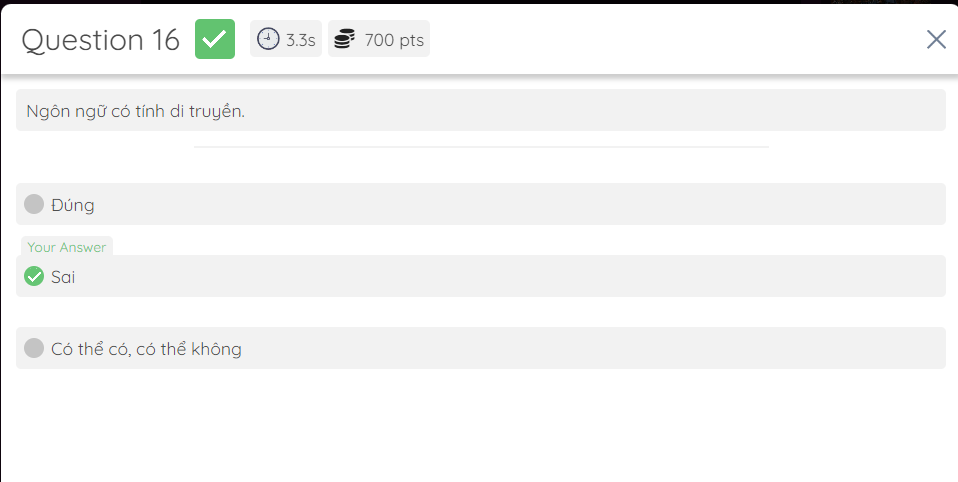 Question 16 3.3s 700 pts
Ngôn ngữ có tính di truyền.
Đúng
Your Answer
Sai
Có thể có, có thể không